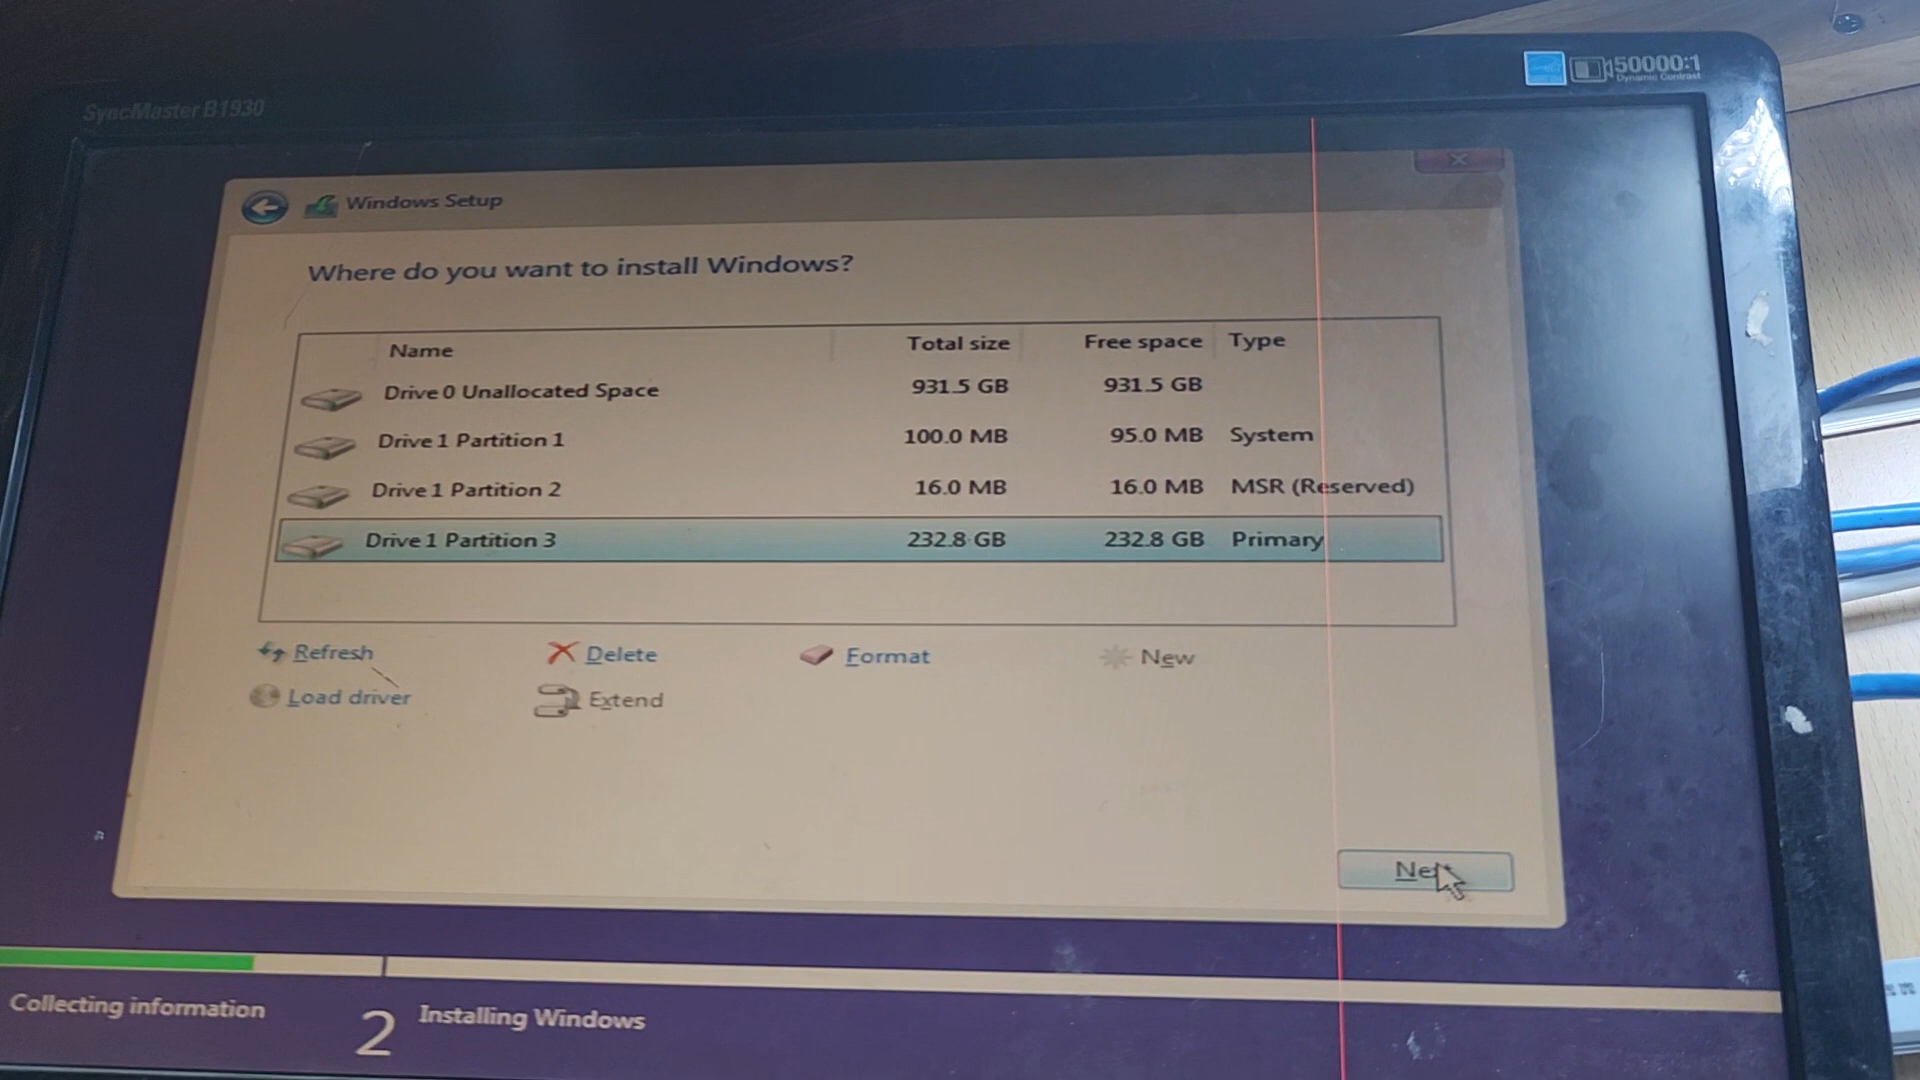 SyncMaster B1930
50000:1
Dynamic Contrast
Windows Setup
Where do you want to install Windows?
Name Total size Free space Type
Drive 0 Unallocated Space 931.5 GB 931.5 GB
Drive 1 Partition 1 100.0 MB 95.0 MB System
Drive 1 Partition 2 16.0 MB 16.0 MB MSR (Reserved)
Drive 1 Partition 3 232.8 GB 232.8 GB Primary
Refresh Delete Format New
Load driver Extend
Collecting information 2 Installing Windows